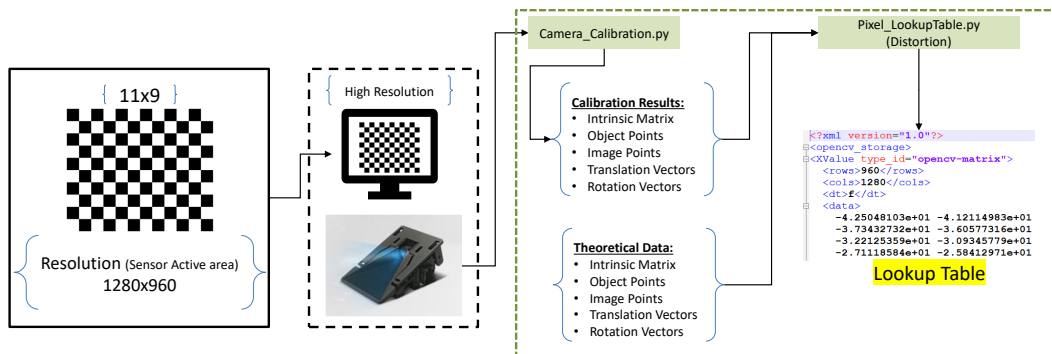 11x9
Resolution (Sensor Active area)
1280x960
High Resolution
Camera_Calibration.py
Calibration Results:
• Intrinsic Matrix
• Object Points
• Image Points
• Translation Vectors
• Rotation Vectors
Theoretical Data:
• Intrinsic Matrix
• Object Points
• Image Points
• Translation Vectors
• Rotation Vectors
Pixel_LookupTable.py
(Distortion)
<?xml version="1.0"?>
<opencv_storage>
<XValue type_id="opencv-matrix">
<rows>960</rows>
<cols>1280</cols>
<dt>f</dt>
<data>
-4.25048103e+01 -4.12114983e+01
-3.73432732e+01 -3.60577316e+01
-3.22125359e+01 -3.09345779e+01
-2.71118584e+01 -2.58412971e+01
Lookup Table